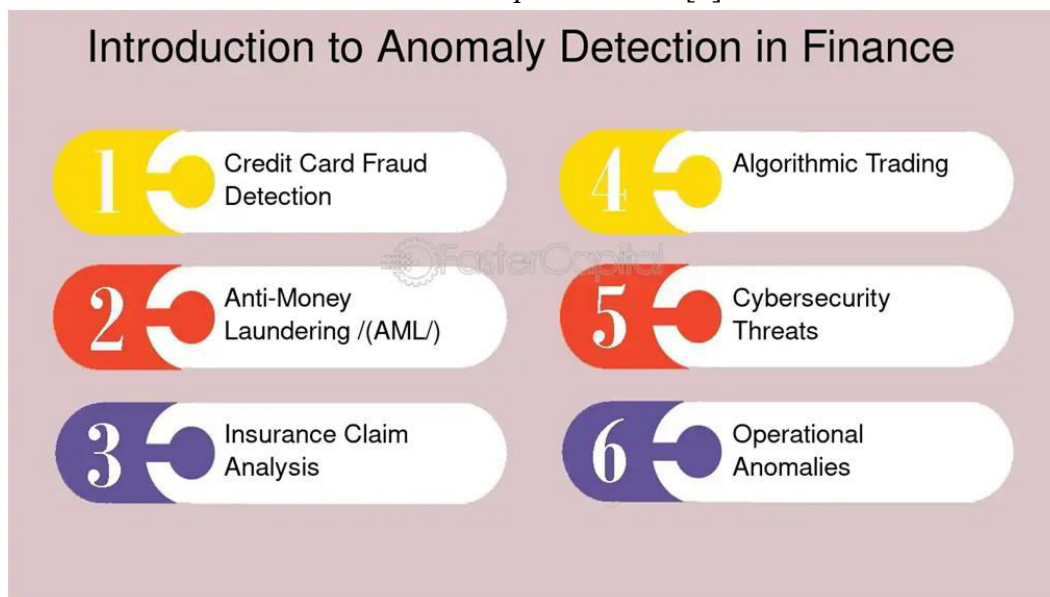 Introduction to Anomaly Detection in Finance
1
Credit Card Fraud
Detection
2
Anti-Money
Laundering /(AML/)
3
Insurance Claim
Analysis
4
Algorithmic Trading
5
Cybersecurity
Threats
6
Operational
Anomalies
FasterCapital